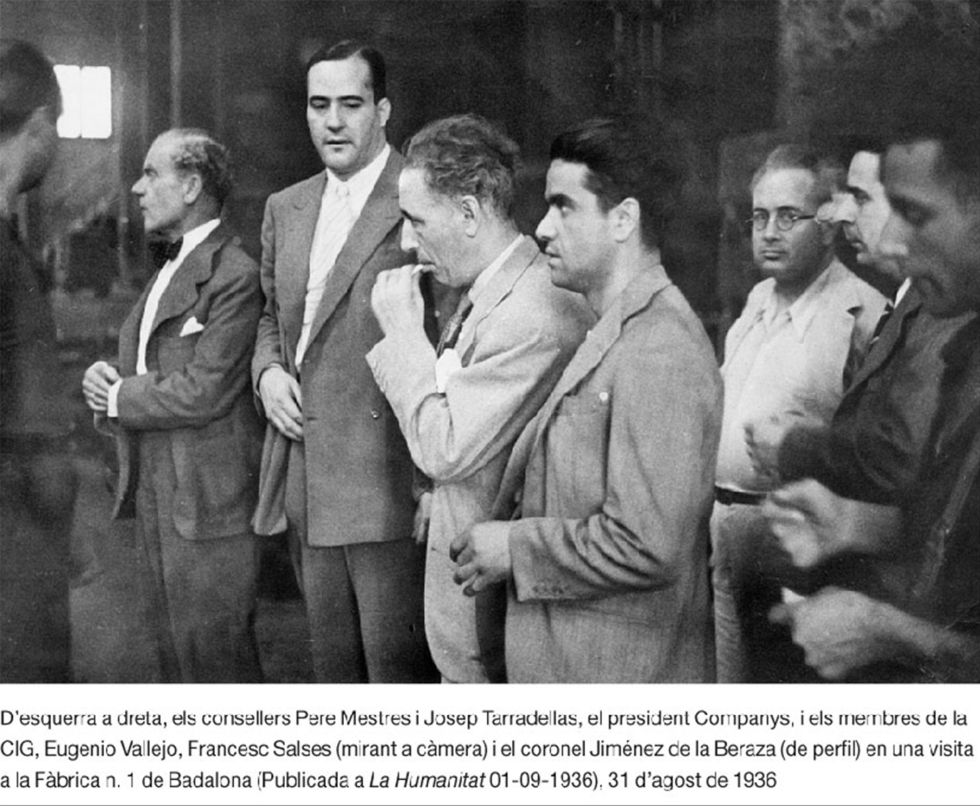 D'esquerra a dreta, els consellers Pere Mestres i Josep Tarradellas, el president Companys, i els membres de la
CIG, Eugenio Vallejo, Francesc Salses (mirant a càmera) i el coronel Jiménez de la Beraza (de perfil) en una visita
a la Fàbrica n. 1 de Badalona (Publicada a La Humanitat 01-09-1936), 31 d'agost de 1936